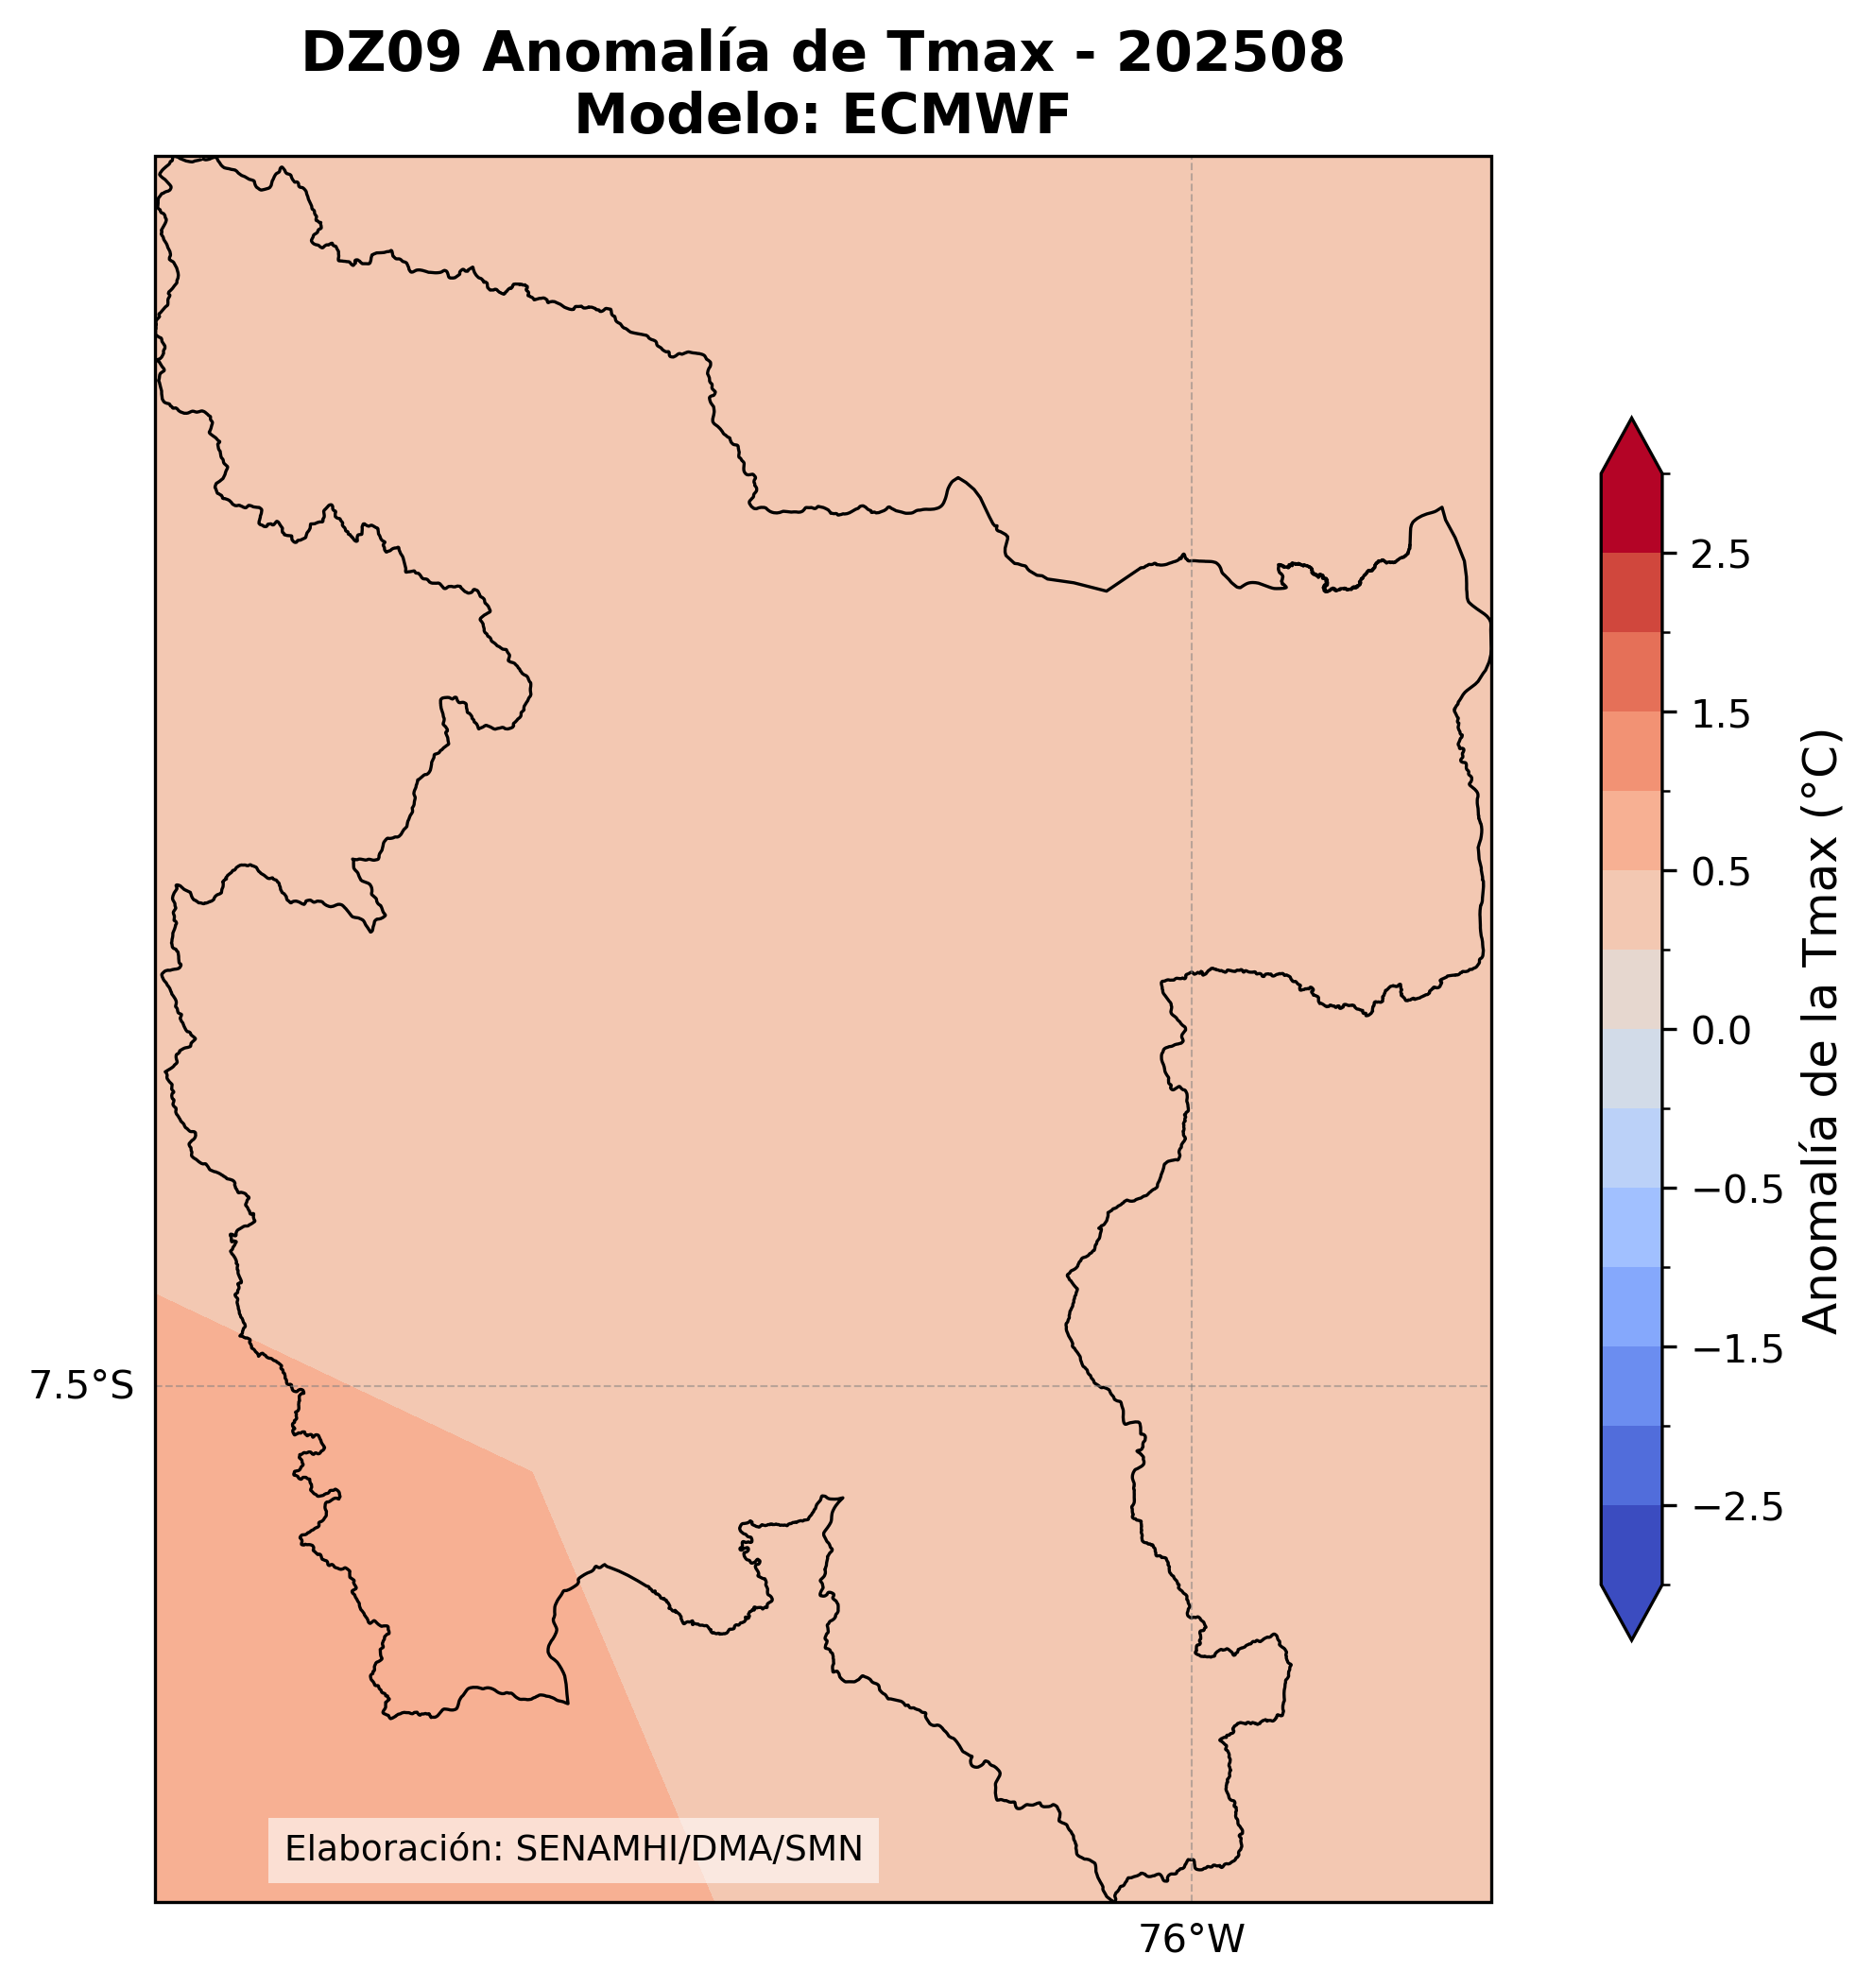 DZ09 Anomalía de Tmax - 202508
Modelo: ECMWF
2.5
1.5
0.5
0.0
−0.5
−1.5
−2.5
Anomalía de la Tmax (°C)
7.5°S
Elaboración: SENAMHI/DMA/SMN
76°W